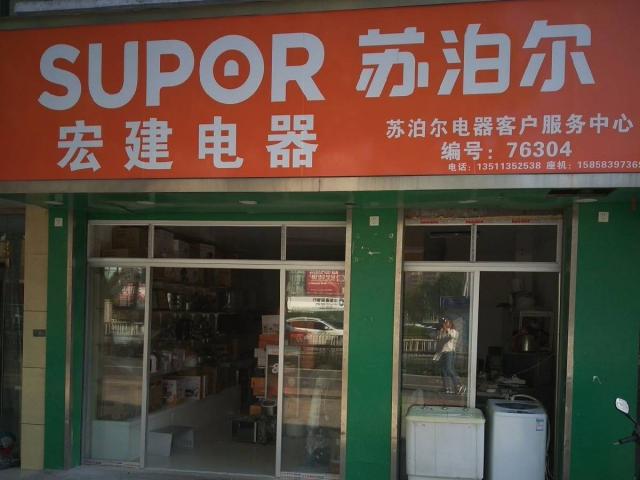 SUPOR 苏泊尔
宏建电器
苏泊尔电器客户服务中心
编号：76304
电话：13511352538 座机：1585839736